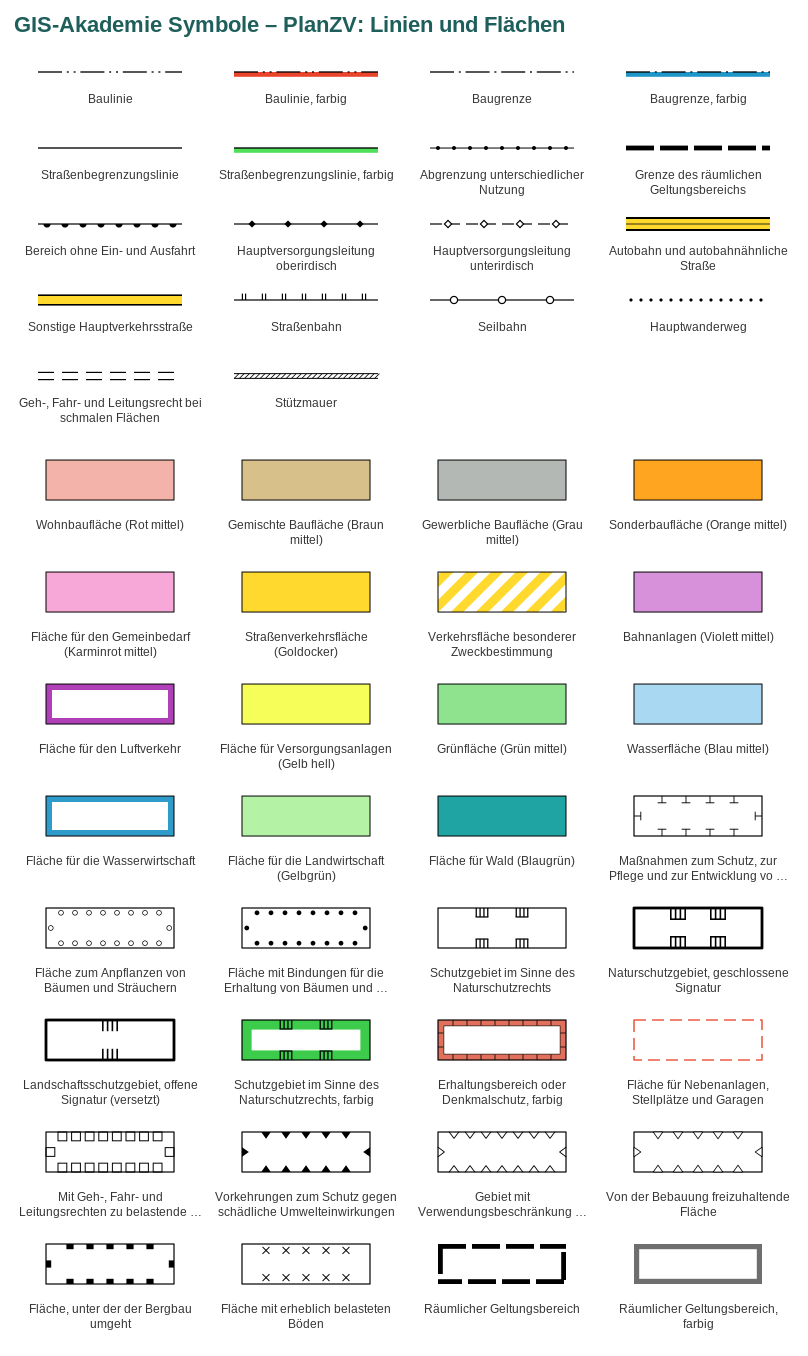 GIS-Akademie Symbole – PlanZV: Linien und Flächen
Baulinie
Baulinie, farbig
Baugrenze
Baugrenze, farbig
Straßenbegrenzungslinie
Straßenbegrenzungslinie, farbig
Abgrenzung unterschiedlicher
Nutzung
Grenze des räumlichen
Geltungsbereichs
Bereich ohne Ein- und Ausfahrt
Hauptversorgungsleitung
oberirdisch
Hauptversorgungsleitung
unterirdisch
Autobahn und autobahnähnliche
Straße
Sonstige Hauptverkehrsstraße
Straßenbahn
Seilbahn
Hauptwanderweg
Geh-, Fahr- und Leitungsrecht bei
schmalen Flächen
Stützmauer
Wohnbaufläche (Rot mittel)
Gemischte Baufläche (Braun
mittel)
Gewerbliche Baufläche (Grau
mittel)
Sonderbaufläche (Orange mittel)
Fläche für den Gemeinbedarf
(Karminrot mittel)
Straßenverkehrsfläche
(Goldocker)
Verkehrsfläche besonderer
Zweckbestimmung
Bahnanlagen (Violett mittel)
Fläche für den Luftverkehr
Fläche für Versorgungsanlagen
(Gelb hell)
Grünfläche (Grün mittel)
Wasserfläche (Blau mittel)
Fläche für die Wasserwirtschaft
Fläche für die Landwirtschaft
(Gelbgrün)
Fläche für Wald (Blaugrün)
Maßnahmen zum Schutz, zur
Pflege und zur Entwicklung vo …
Fläche zum Anpflanzen von
Bäumen und Sträuchern
Fläche mit Bindungen für die
Erhaltung von Bäumen und …
Schutzgebiet im Sinne des
Naturschutzrechts
Naturschutzgebiet, geschlossene
Signatur
Landschaftsschutzgebiet, offene
Signatur (versetzt)
Schutzgebiet im Sinne des
Naturschutzrechts, farbig
Erhaltungsbereich oder
Denkmalschutz, farbig
Fläche für Nebenanlagen,
Stellplätze und Garagen
Mit Geh-, Fahr- und
Leitungsrechten zu belastende …
Vorkehrungen zum Schutz gegen
schädliche Umwelteinwirkungen
Gebiet mit
Verwendungsbeschränkung …
Von der Bebauung freizuhaltende
Fläche
Fläche, unter der der Bergbau
umgeht
Fläche mit erheblich belasteten
Böden
Räumlicher Geltungsbereich
Räumlicher Geltungsbereich,
farbig